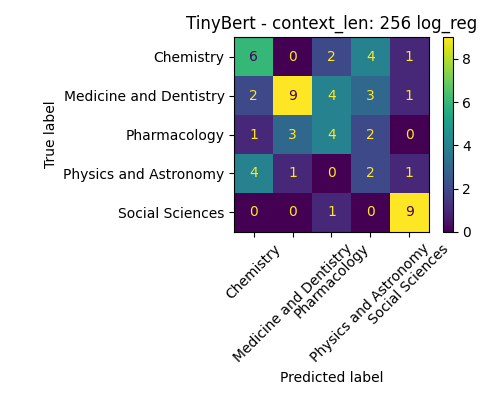 TinyBert - context_len: 256 log_reg
True label
Chemistry 6 0 2 4 1
Medicine and Dentistry 2 9 4 3 1
Pharmacology 1 3 4 2 0
Physics and Astronomy 4 1 0 2 1
Social Sciences 0 0 1 0 9
Chemistry
Medicine and Dentistry
Pharmacology
Physics and Astronomy
Social Sciences
Predicted label
8
6
4
2
0